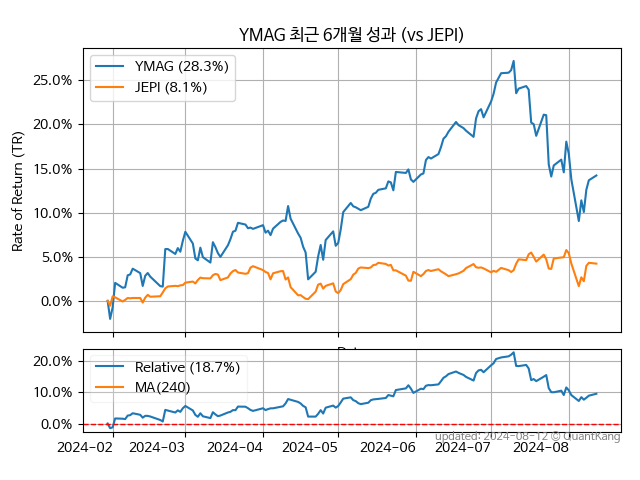 YMAG 최근 6개월 성과 (vs JEPI)
YMAG (28.3%)
JEPI (8.1%)
Rate of Return (TR)
25.0%
20.0%
15.0%
10.0%
5.0%
0.0%
Relative (18.7%)
MA(240)
20.0%
10.0%
0.0%
2024-02 2024-03 2024-04 2024-05 2024-06 2024-07 2024-08
updated: 2024-08-12 © QuantKang